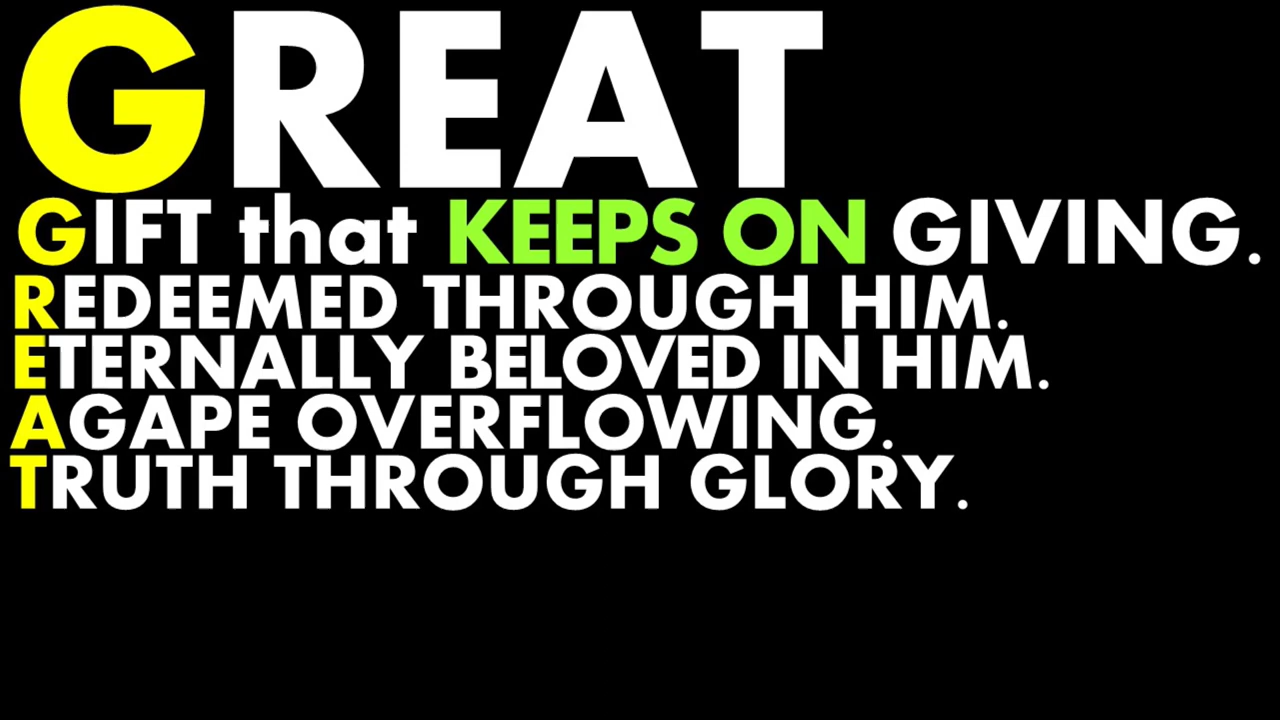 GREAT
GIFT that KEEPS ON GIVING.
REDEEMED THROUGH HIM.
ETERNALLY BELOVED IN HIM.
AGAPE OVERFLOWING.
TRUTH THROUGH GLORY.